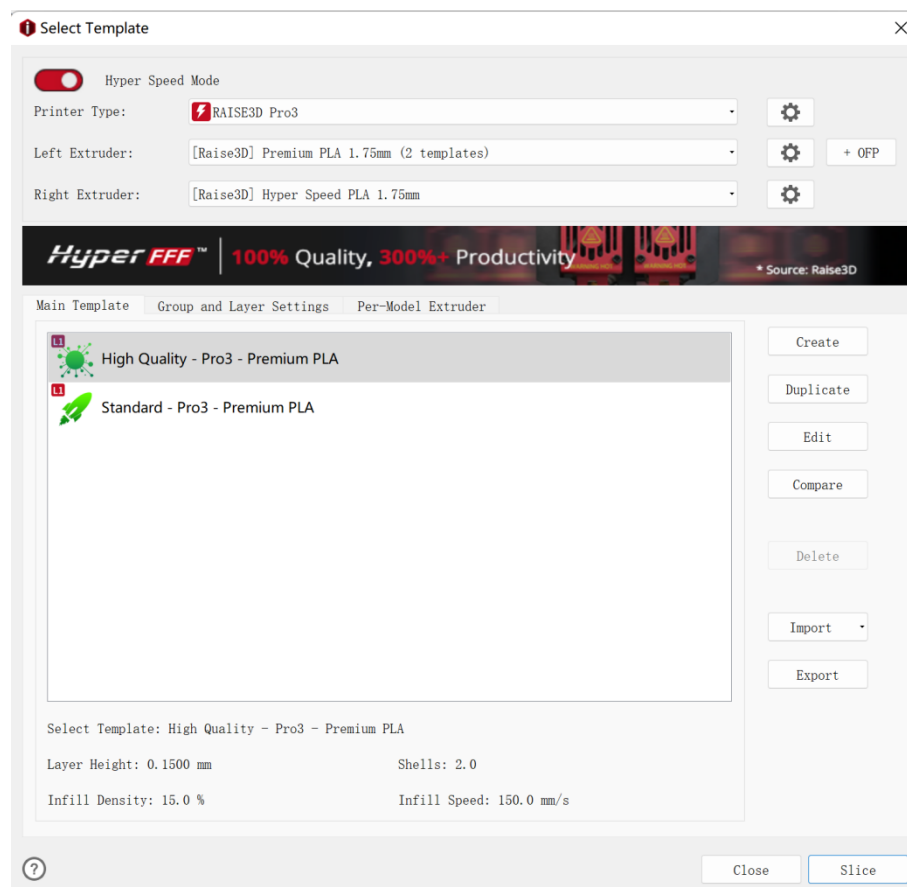 Select Template
Hyper Speed Mode
Printer Type: RAISE3D Pro3
Left Extruder: [Raise3D] Premium PLA 1.75mm (2 templates) + OFP
Right Extruder: [Raise3D] Hyper Speed PLA 1.75mm
Hyper FFF™ 100% Quality, 300%+ Productivity * Source: Raise3D
Main Template Group and Layer Settings Per-Model Extruder
L1 High Quality - Pro3 - Premium PLA
L1 Standard - Pro3 - Premium PLA
Create
Duplicate
Edit
Compare
Delete
Import
Export
Select Template: High Quality - Pro3 - Premium PLA
Layer Height: 0.1500 mm Shells: 2.0
Infill Density: 15.0 % Infill Speed: 150.0 mm/s
? Close Slice